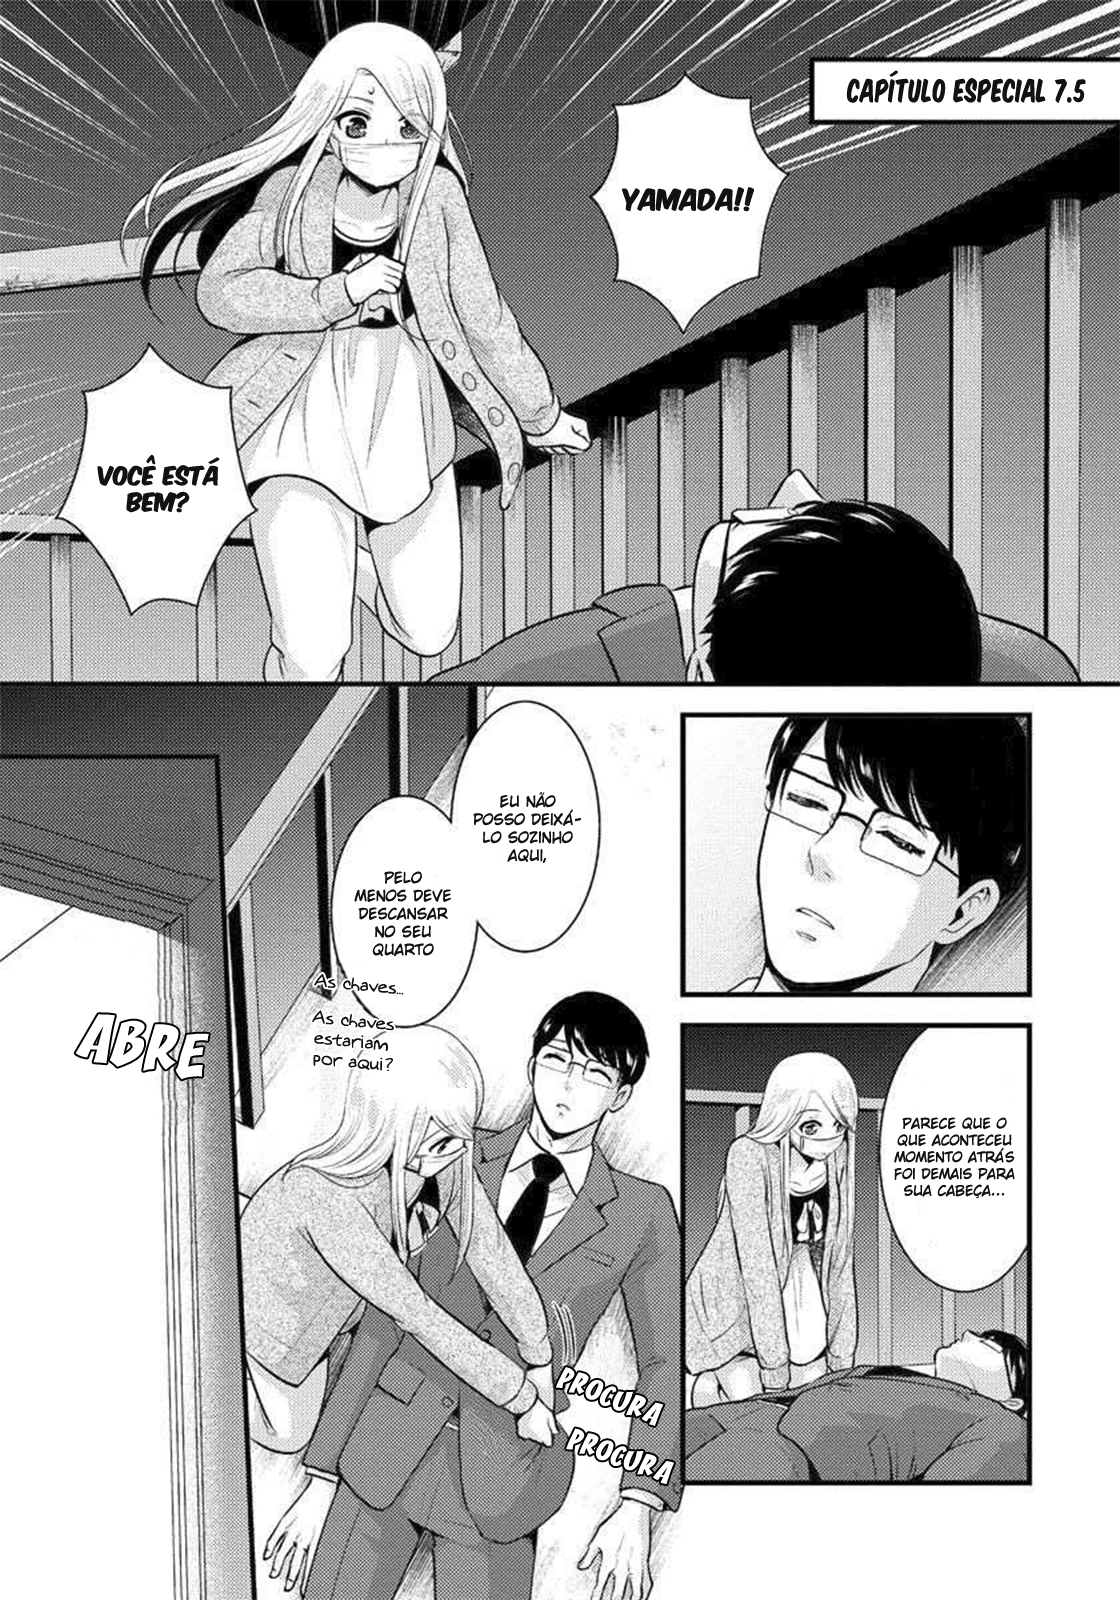 CAPÍTULO ESPECIAL 7.5
YAMADA!!
VOCÊ ESTÁ
BEM?
PARECE QUE O
QUE ACONTECEU
MOMENTO ATRÁS
FOI DEMAIS PARA
SUA CABEÇA...
EU NÃO
POSSO DEIXÁ-
LO SOZINHO
AQUI,
PELO
MENOS DEVE
DESCANSAR
NO SEU
QUARTO
As chaves...
As chaves
estariam
por aqui?
PROCURA
PROCURA
ABRE